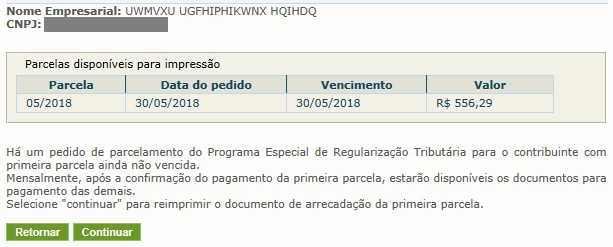 Nome Empresarial: UWMVXU UGFHIPHIKWNX HQIHDQ
CNPJ:
Parcelas disponíveis para impressão
Parcela Data do pedido Vencimento Valor
05/2018 30/05/2018 30/05/2018 R$ 556,29
Há um pedido de parcelamento do Programa Especial de Regularização Tributária para o contribuinte com
primeira parcela ainda não vencida.
Mensalmente, após a confirmação do pagamento da primeira parcela, estarão disponíveis os documentos para
pagamento das demais.
Selecione "continuar" para reimprimir o documento de arrecadação da primeira parcela.
Retornar Continuar